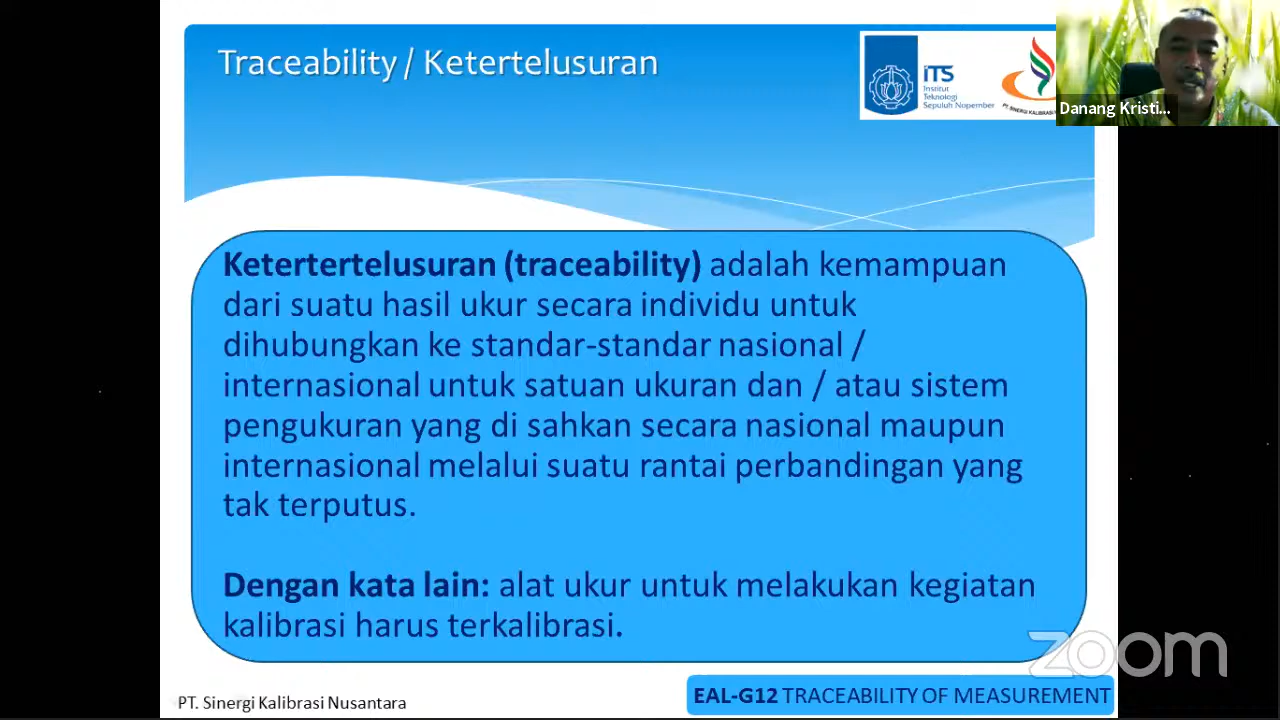 Traceability / Ketertelusuran
iTS
Institut
Teknologi
Sepuluh Nopember
PT. SINERGI KALIBRASI
Danang Kristi...
Ketertertelusuran (traceability) adalah kemampuan
dari suatu hasil ukur secara individu untuk
dihubungkan ke standar-standar nasional /
internasional untuk satuan ukuran dan / atau sistem
pengukuran yang di sahkan secara nasional maupun
internasional melalui suatu rantai perbandingan yang
tak terputus.
Dengan kata lain: alat ukur untuk melakukan kegiatan
kalibrasi harus terkalibrasi.
zoom
PT. Sinergi Kalibrasi Nusantara
EAL-G12 TRACEABILITY OF MEASUREMENT